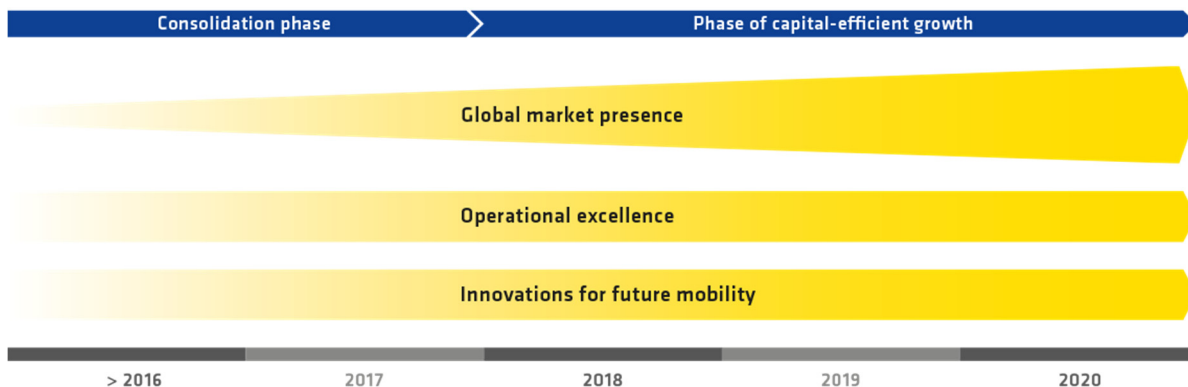 Consolidation phase
Phase of capital-efficient growth
Global market presence
Operational excellence
Innovations for future mobility
> 2016
2017
2018
2019
2020